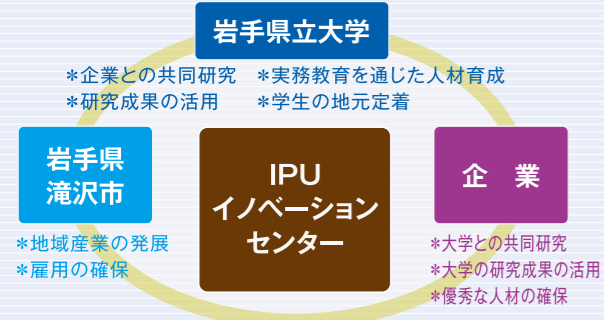 岩手県立大学
＊企業との共同研究　＊実務教育を通じた人材育成
＊研究成果の活用　＊学生の地元定着
岩手県
滝沢市
＊地域産業の発展
＊雇用の確保
IPU
イノベーション
センター
企　業
＊大学との共同研究
＊大学の研究成果の活用
＊優秀な人材の確保